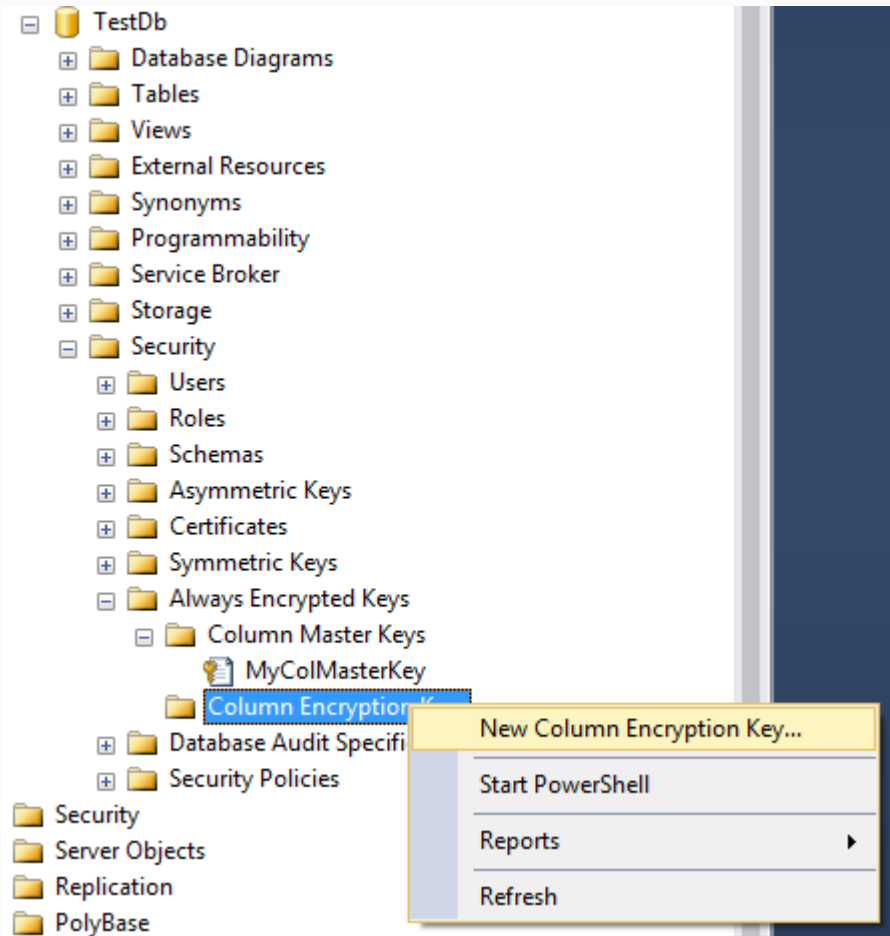 TestDb
Database Diagrams
Tables
Views
External Resources
Synonyms
Programmability
Service Broker
Storage
Security
Users
Roles
Schemas
Asymmetric Keys
Certificates
Symmetric Keys
Always Encrypted Keys
Column Master Keys
MyColMasterKey
Column Encryption
Database Audit
Security Policies
Security
Server Objects
Replication
PolyBase
New Column Encryption Key...
Start PowerShell
Reports
Refresh